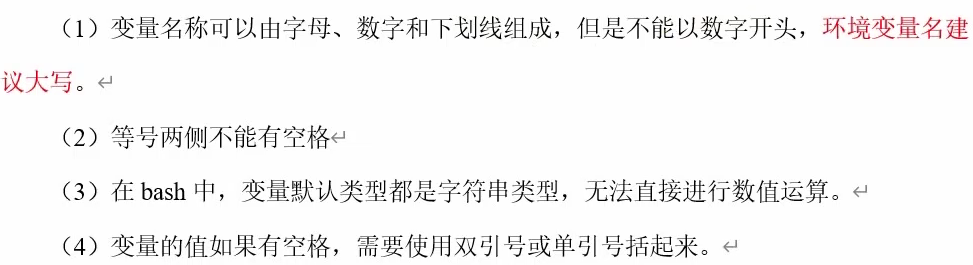 （1）变量名称可以由字母、数字和下划线组成，但是不能以数字开头，环境变量名建
议大写。↵
（2）等号两侧不能有空格↵
（3）在 bash 中，变量默认类型都是字符串类型，无法直接进行数值运算。↵
（4）变量的值如果有空格，需要使用双引号或单引号括起来。↵